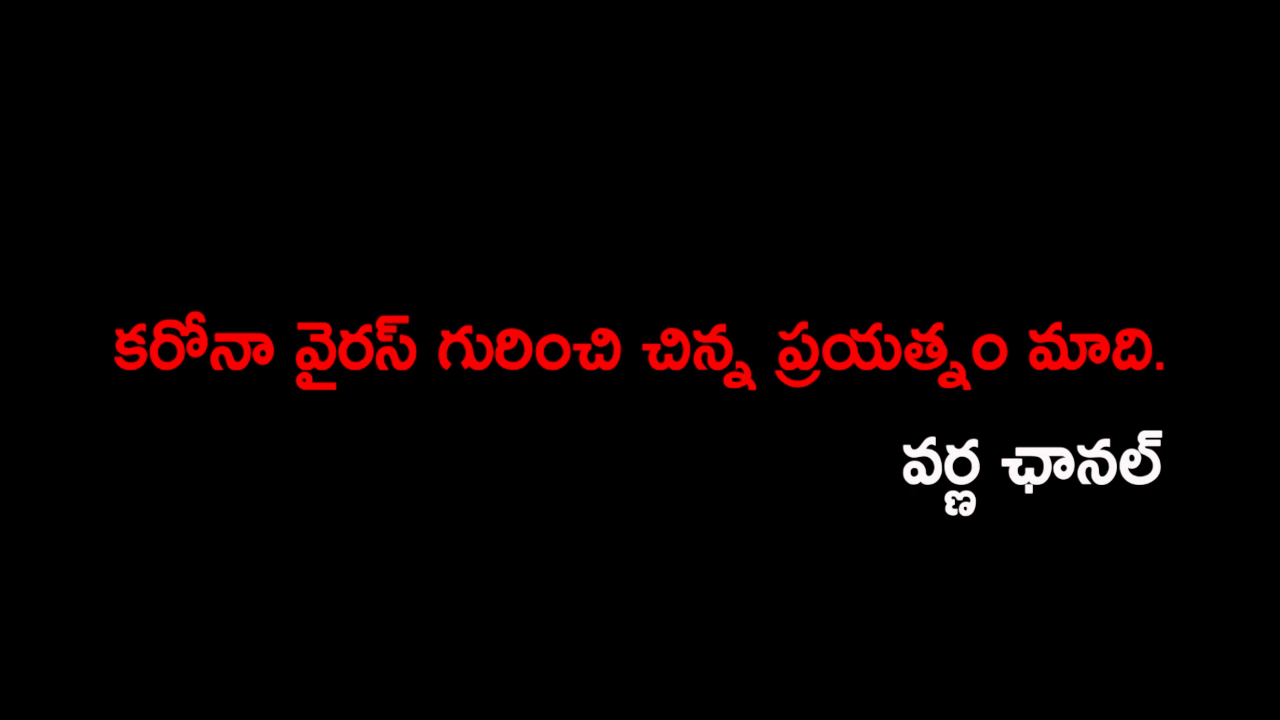 కరోనా వైరస్ గురించి చిన్న ప్రయత్నం మాది.
వర్ణ ఛానల్